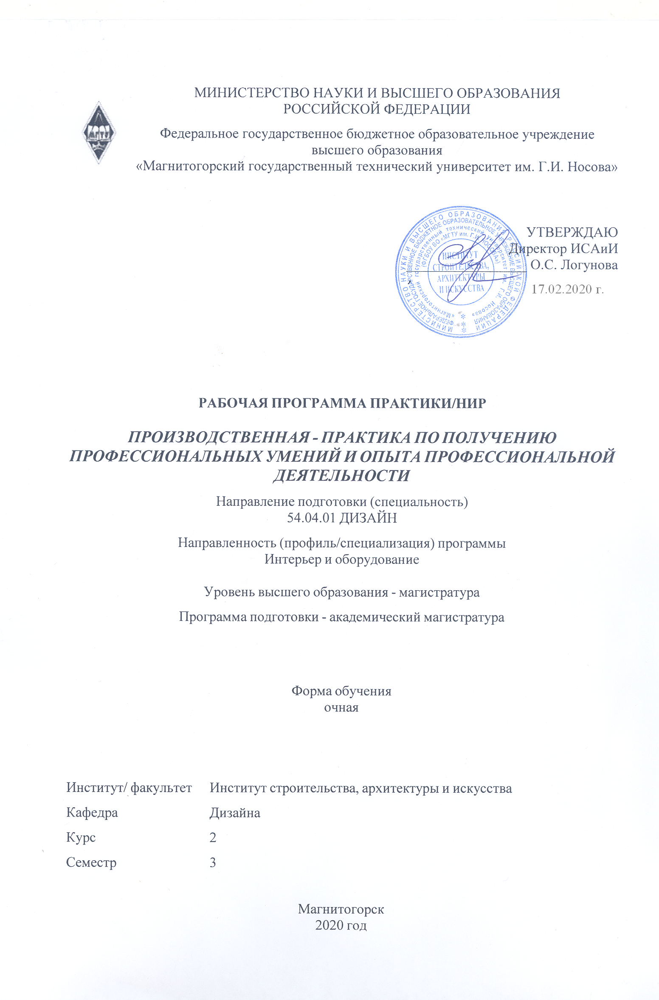 МИНИСТЕРСТВО НАУКИ И ВЫСШЕГО ОБРАЗОВАНИЯ
РОССИЙСКОЙ ФЕДЕРАЦИИ
Федеральное государственное бюджетное образовательное учреждение
высшего образования
«Магнитогорский государственный технический университет им. Г.И. Носова»
УТВЕРЖДАЮ
Директор ИСАиИ
О.С. Логунова
17.02.2020 г.
МИНИСТЕРСТВО НАУКИ И ВЫСШЕГО ОБРАЗОВАНИЯ РОССИЙСКОЙ ФЕДЕРАЦИИ
ФЕДЕРАЛЬНОЕ ГОСУДАРСТВЕННОЕ БЮДЖЕТНОЕ ОБРАЗОВАТЕЛЬНОЕ УЧРЕЖДЕНИЕ ВЫСШЕГО ОБРАЗОВАНИЯ
«Магнитогорский государственный технический университет им. Г.И. Носова»
(ФГБОУ ВО «МГТУ им. Г.И. НОСОВА»)
ИНСТИТУТ
СТРОИТЕЛЬСТВА,
АРХИТЕКТУРЫ
И ИСКУССТВА
РАБОЧАЯ ПРОГРАММА ПРАКТИКИ/НИР
ПРОИЗВОДСТВЕННАЯ - ПРАКТИКА ПО ПОЛУЧЕНИЮ
ПРОФЕССИОНАЛЬНЫХ УМЕНИЙ И ОПЫТА ПРОФЕССИОНАЛЬНОЙ
ДЕЯТЕЛЬНОСТИ
Направление подготовки (специальность)
54.04.01 ДИЗАЙН
Направленность (профиль/специализация) программы
Интерьер и оборудование
Уровень высшего образования - магистратура
Программа подготовки - академический магистратура
Форма обучения
очная
Институт/ факультет Институт строительства, архитектуры и искусства
Кафедра Дизайна
Курс 2
Семестр 3
Магнитогорск
2020 год